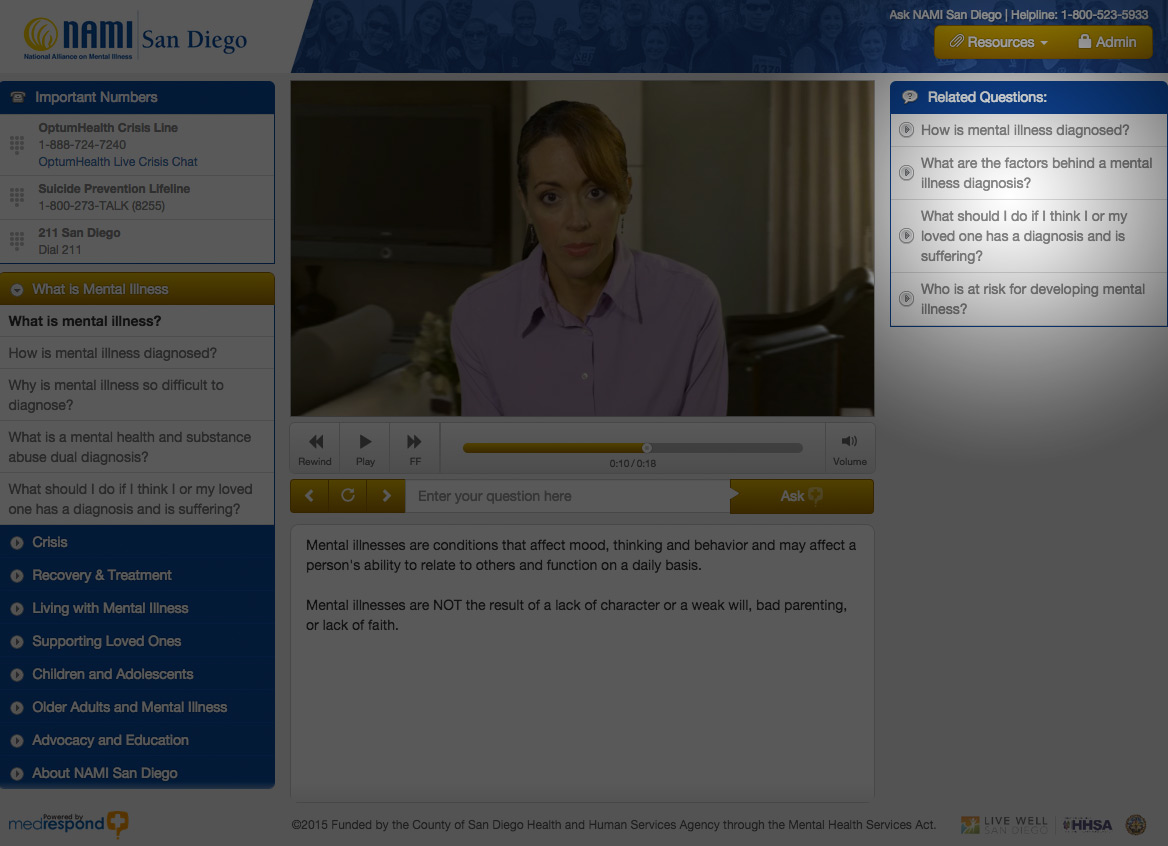 NAMI San Diego
National Alliance on Mental Illness
Ask NAMI San Diego | Helpline: 1-800-523-5933
Resources
Admin
Important Numbers
OptumHealth Crisis Line
1-888-724-7240
OptumHealth Live Crisis Chat
Suicide Prevention Lifeline
1-800-273-TALK (8255)
211 San Diego
Dial 211
What is Mental Illness
What is mental illness?
How is mental illness diagnosed?
Why is mental illness so difficult to
diagnose?
What is a mental health and substance
abuse dual diagnosis?
What should I do if I think I or my loved
one has a diagnosis and is suffering?
Crisis
Recovery & Treatment
Living with Mental Illness
Supporting Loved Ones
Children and Adolescents
Older Adults and Mental Illness
Advocacy and Education
About NAMI San Diego
Powered by
medrespond
Rewind
Play
FF
0:10 / 0:18
Volume
Enter your question here
Ask
Mental illnesses are conditions that affect mood, thinking and behavior and may affect a
person's ability to relate to others and function on a daily basis.
Mental illnesses are NOT the result of a lack of character or a weak will, bad parenting,
or lack of faith.
Related Questions:
How is mental illness diagnosed?
What are the factors behind a mental
illness diagnosis?
What should I do if I think I or my
loved one has a diagnosis and is
suffering?
Who is at risk for developing mental
illness?
©2015 Funded by the County of San Diego Health and Human Services Agency through the Mental Health Services Act.
LIVE WELL
SAN DIEGO
HHSA